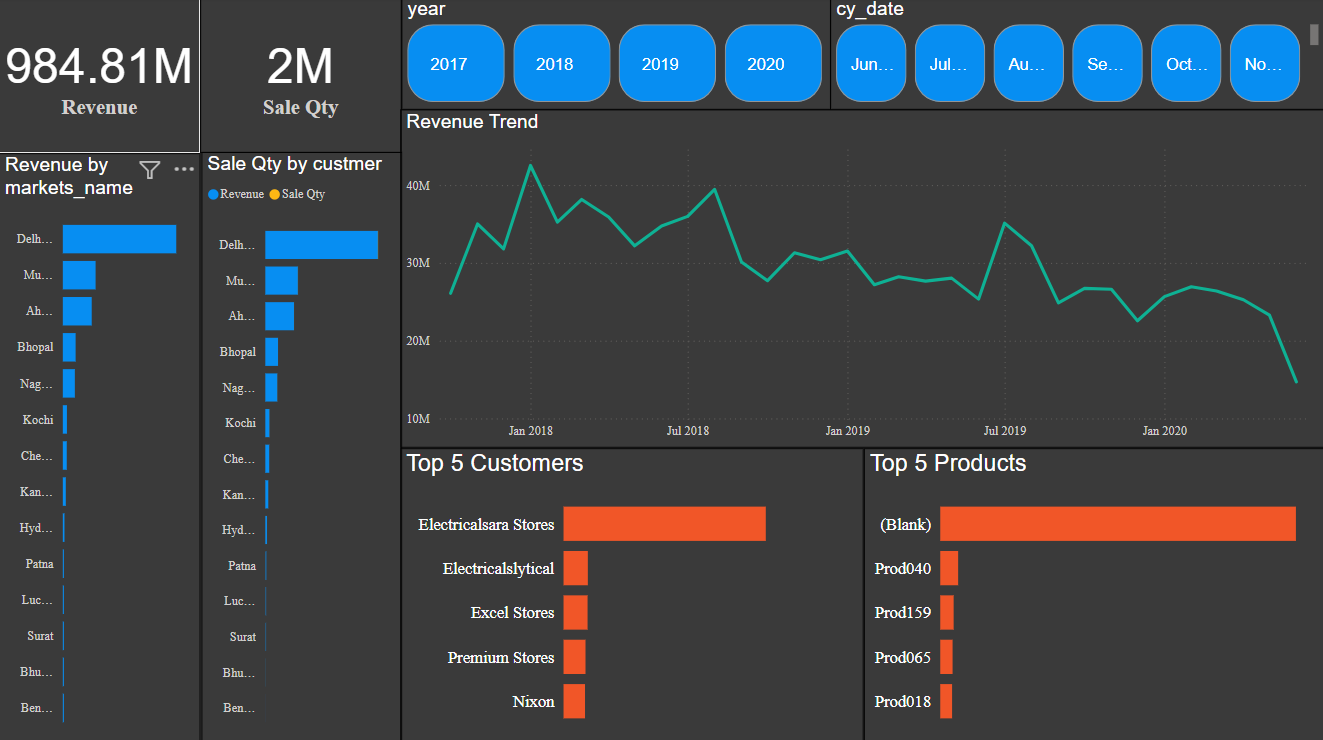 984.81M
Revenue
2M
Sale Qty
year
2017
2018
2019
2020
cy_date
Jun...
Jul...
Au...
Se...
Oct...
No...
Revenue by
markets_name
Delh...
Mu...
Ah...
Bhopal
Nag...
Kochi
Che...
Kan...
Hyd...
Patna
Luc...
Surat
Bhu...
Ben...
Sale Qty by custmer
Revenue Sale Qty
Delh...
Mu...
Ah...
Bhopal
Nag...
Kochi
Che...
Kan...
Hyd...
Patna
Luc...
Surat
Bhu...
Ben...
Revenue Trend
40M
30M
20M
10M
Jan 2018 Jul 2018 Jan 2019 Jul 2019 Jan 2020
Top 5 Customers
Electricalsara Stores
Electricalslytical
Excel Stores
Premium Stores
Nixon
Top 5 Products
(Blank)
Prod040
Prod159
Prod065
Prod018